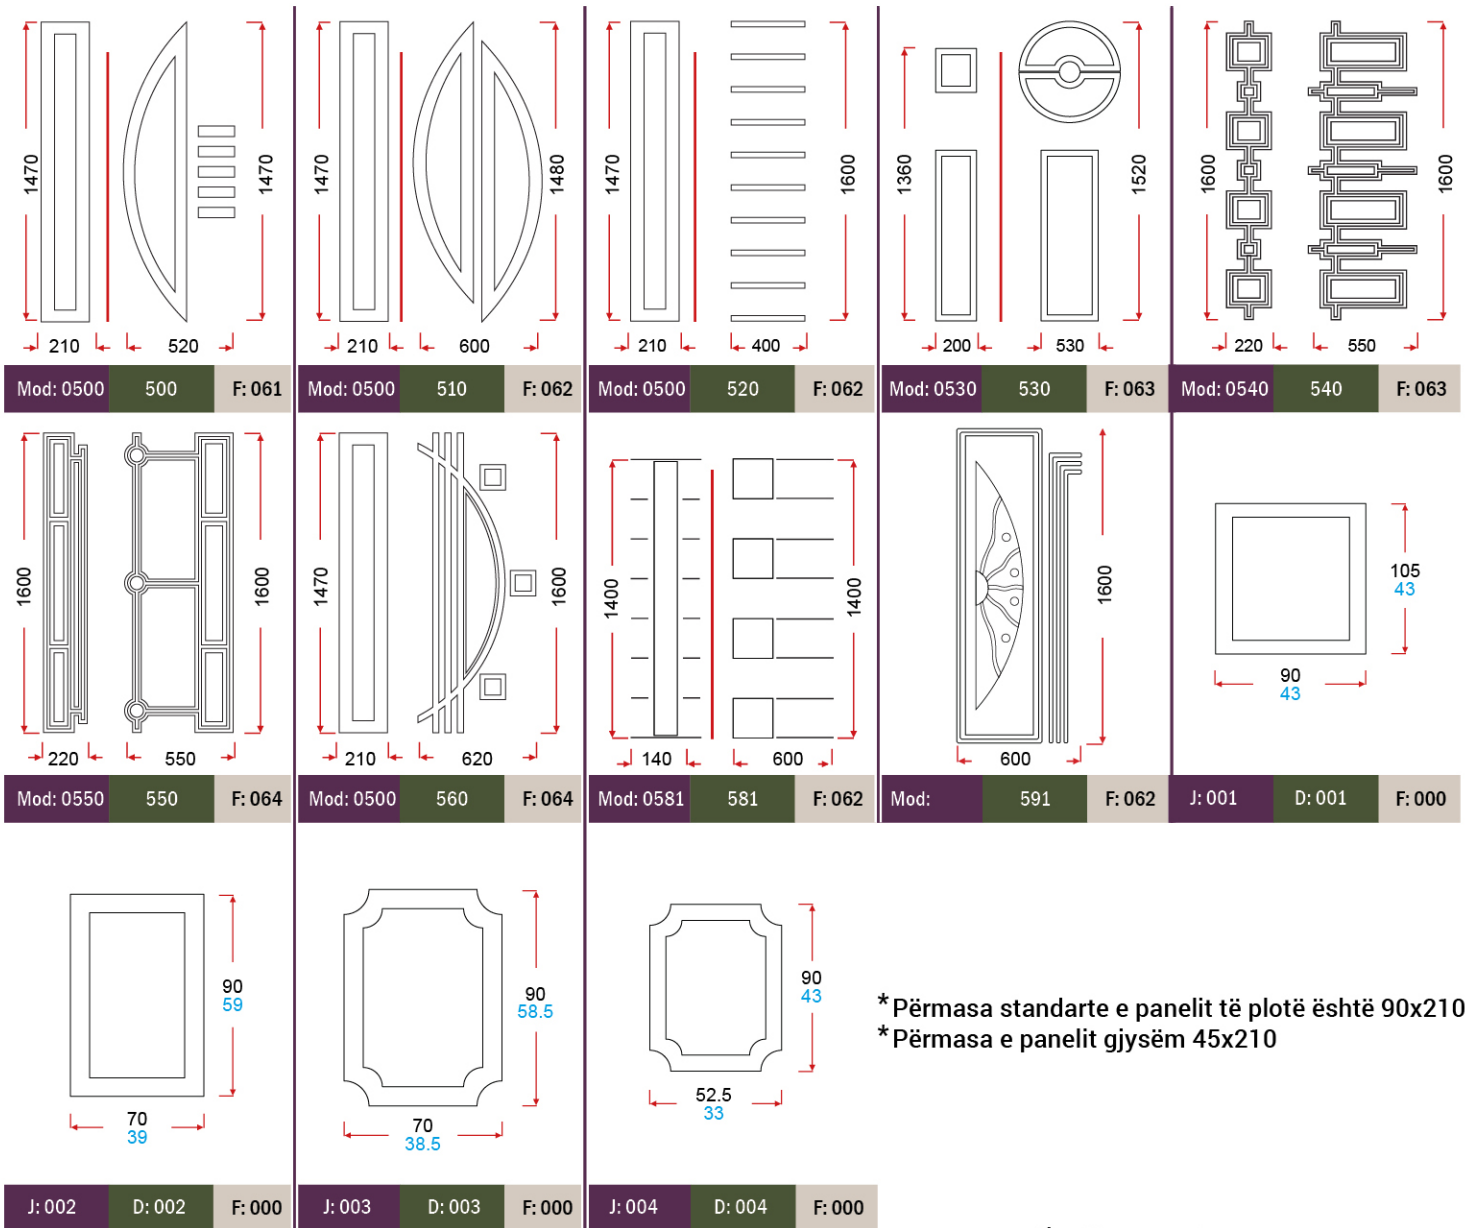 1470 1470 210 520
Mod: 0500 500 F: 061
1470 1480 210 600
Mod: 0500 510 F: 062
1470 1600 210 400
Mod: 0500 520 F: 062
1360 1520 200 530
Mod: 0530 530 F: 063
1600 1600 220 550
Mod: 0540 540 F: 063
1600 1600 220 550
Mod: 0550 550 F: 064
1470 1600 210 620
Mod: 0500 560 F: 064
1400 1400 140 600
Mod: 0581 581 F: 062
1600 600
Mod: 591 F: 062
105
43
90
43
J: 001 D: 001 F: 000
90
59
70
39
J: 002 D: 002 F: 000
90
58.5
70
38.5
J: 003 D: 003 F: 000
90
43
52.5
33
J: 004 D: 004 F: 000
*Përmasa standarte e panelit të plotë është 90x210
*Përmasa e panelit gjysëm 45x210